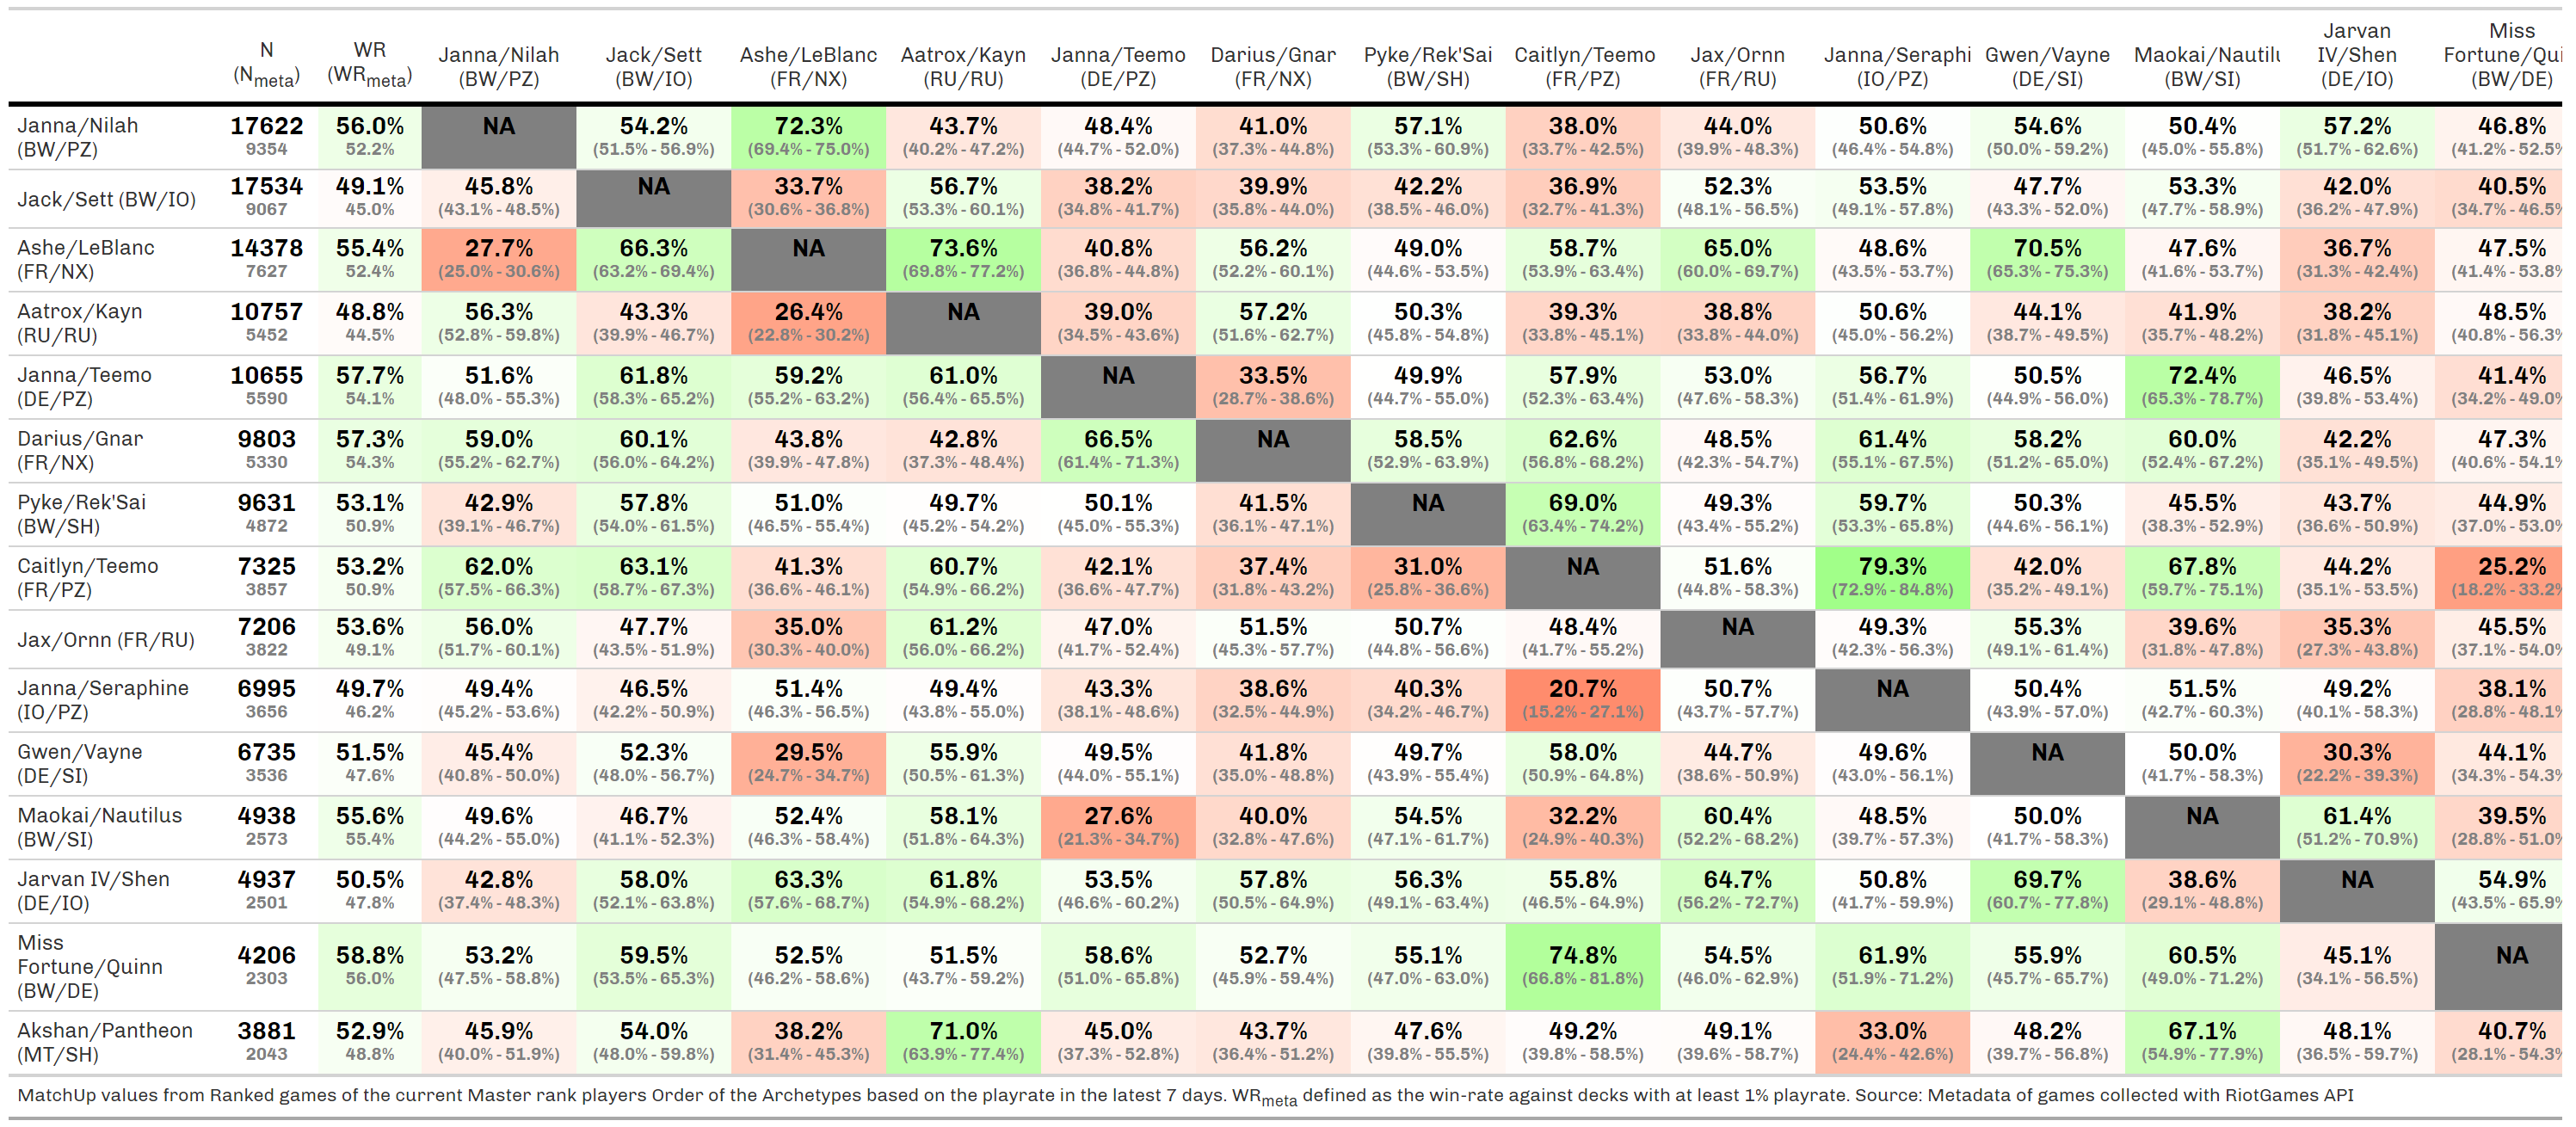 N (Nmeta) WR (WRmeta) Janna/Nilah (BW/PZ) Jack/Sett (BW/IO) Ashe/LeBlanc (FR/NX) Aatrox/Kayn (RU/RU) Janna/Teemo (DE/PZ) Darius/Gnar (FR/NX) Pyke/Rek'Sai (BW/SH) Caitlyn/Teemo (FR/PZ) Jax/Ornn (FR/RU) Janna/Seraphi (IO/PZ) Gwen/Vayne (DE/SI) Maokai/Nautilu (BW/SI) Jarvan IV/Shen (DE/IO) Miss Fortune/Qui (BW/DE)
Janna/Nilah 17622 56.0% NA 54.2% 72.3% 43.7% 48.4% 41.0% 57.1% 38.0% 44.0% 50.6% 54.6% 50.4% 57.2% 46.8%
(BW/PZ) 9354 52.2% (51.5% - 56.9%) (69.4% - 75.0%) (40.2% - 47.2%) (44.7% - 52.0%) (37.3% - 44.8%) (53.3% - 60.9%) (33.7% - 42.5%) (39.9% - 48.3%) (46.4% - 54.8%) (50.0% - 59.2%) (45.0% - 55.8%) (51.7% - 62.6%) (41.2% - 52.5%
Jack/Sett (BW/IO) 17534 49.1% 45.8% NA 33.7% 56.7% 38.2% 39.9% 42.2% 36.9% 52.3% 53.5% 47.7% 53.3% 42.0% 40.5%
9067 45.0% (43.1% - 48.5%) (30.6% - 36.8%) (53.3% - 60.1%) (34.8% - 41.7%) (35.8% - 44.0%) (38.5% - 46.0%) (32.7% - 41.3%) (48.1% - 56.5%) (49.1% - 57.8%) (43.3% - 52.0%) (47.7% - 58.9%) (36.2% - 47.9%) (34.7% - 46.5%
Ashe/LeBlanc 14378 55.4% 27.7% 66.3% NA 73.6% 40.8% 56.2% 49.0% 58.7% 65.0% 48.6% 70.5% 47.6% 36.7% 47.5%
(FR/NX) 7627 52.4% (25.0% - 30.6%) (63.2% - 69.4%) (69.8% - 77.2%) (36.8% - 44.8%) (52.2% - 60.1%) (44.6% - 53.5%) (53.9% - 63.4%) (60.0% - 69.7%) (43.5% - 53.7%) (65.3% - 75.3%) (41.6% - 53.7%) (31.3% - 42.4%) (41.4% - 53.8%
Aatrox/Kayn 10757 48.8% 56.3% 43.3% 26.4% NA 39.0% 57.2% 50.3% 39.3% 38.8% 50.6% 44.1% 41.9% 38.2% 48.5%
(RU/RU) 5452 44.5% (52.8% - 59.8%) (39.9% - 46.7%) (22.8% - 30.2%) (34.5% - 43.6%) (51.6% - 62.7%) (45.8% - 54.8%) (33.8% - 45.1%) (33.8% - 44.0%) (45.0% - 56.2%) (38.7% - 49.5%) (35.7% - 48.2%) (31.8% - 45.1%) (40.8% - 56.3%
Janna/Teemo 10655 57.7% 51.6% 61.8% 59.2% 61.0% NA 33.5% 49.9% 57.9% 53.0% 56.7% 50.5% 72.4% 46.5% 41.4%
(DE/PZ) 5590 54.1% (48.0% - 55.3%) (58.3% - 65.2%) (55.2% - 63.2%) (56.4% - 65.5%) (28.7% - 38.6%) (44.7% - 55.0%) (52.3% - 63.4%) (47.6% - 58.3%) (51.4% - 61.9%) (44.9% - 56.0%) (65.3% - 78.7%) (39.8% - 53.4%) (34.2% - 49.0%
Darius/Gnar 9803 57.3% 59.0% 60.1% 43.8% 42.8% 66.5% NA 58.5% 62.6% 48.5% 61.4% 58.2% 60.0% 42.2% 47.3%
(FR/NX) 5330 54.3% (55.2% - 62.7%) (56.0% - 64.2%) (39.9% - 47.8%) (37.3% - 48.4%) (61.4% - 71.3%) (52.9% - 63.9%) (56.8% - 68.2%) (42.3% - 54.7%) (55.1% - 67.5%) (51.2% - 65.0%) (52.4% - 67.2%) (35.1% - 49.5%) (40.6% - 54.1%
Pyke/Rek'Sai 9631 53.1% 42.9% 57.8% 51.0% 49.7% 50.1% 41.5% NA 69.0% 49.3% 59.7% 50.3% 45.5% 43.7% 44.9%
(BW/SH) 4872 50.9% (39.1% - 46.7%) (54.0% - 61.5%) (46.5% - 55.4%) (45.2% - 54.2%) (45.0% - 55.3%) (36.1% - 47.1%) (63.4% - 74.2%) (43.4% - 55.2%) (53.3% - 65.8%) (44.6% - 56.1%) (38.3% - 52.9%) (36.6% - 50.9%) (37.0% - 53.0%
Caitlyn/Teemo 7325 53.2% 62.0% 63.1% 41.3% 60.7% 42.1% 37.4% 31.0% NA 51.6% 79.3% 42.0% 67.8% 44.2% 25.2%
(FR/PZ) 3857 50.9% (57.5% - 66.3%) (58.7% - 67.3%) (36.6% - 46.1%) (54.9% - 66.2%) (36.6% - 47.7%) (31.8% - 43.2%) (25.8% - 36.6%) (44.8% - 58.3%) (72.9% - 84.8%) (35.2% - 49.1%) (59.7% - 75.1%) (35.1% - 53.5%) (18.2% - 33.2%
Jax/Ornn (FR/RU) 7206 53.6% 56.0% 47.7% 35.0% 61.2% 47.0% 51.5% 50.7% 48.4% NA 49.3% 55.3% 39.6% 35.3% 45.5%
3822 49.1% (51.7% - 60.1%) (43.5% - 51.9%) (30.3% - 40.0%) (56.0% - 66.2%) (41.7% - 52.4%) (45.3% - 57.7%) (44.8% - 56.6%) (41.7% - 55.2%) (42.3% - 56.3%) (49.1% - 61.4%) (31.8% - 47.8%) (27.3% - 43.8%) (37.1% - 54.0%
Janna/Seraphine 6995 49.7% 49.4% 46.5% 51.4% 49.4% 43.3% 38.6% 40.3% 20.7% 50.7% NA 50.4% 51.5% 49.2% 38.1%
(IO/PZ) 3656 46.2% (45.2% - 53.6%) (42.2% - 50.9%) (46.3% - 56.5%) (43.8% - 55.0%) (38.1% - 48.6%) (32.5% - 44.9%) (34.2% - 46.7%) (15.2% - 27.1%) (43.7% - 57.7%) (43.9% - 57.0%) (42.7% - 60.3%) (40.1% - 58.3%) (28.8% - 48.1%
Gwen/Vayne 6735 51.5% 45.4% 52.3% 29.5% 55.9% 49.5% 41.8% 49.7% 58.0% 44.7% 49.6% NA 50.0% 30.3% 44.1%
(DE/SI) 3536 47.6% (40.8% - 50.0%) (48.0% - 56.7%) (24.7% - 34.7%) (50.5% - 61.3%) (44.0% - 55.1%) (35.0% - 48.8%) (43.9% - 55.4%) (50.9% - 64.8%) (38.6% - 50.9%) (43.0% - 56.1%) (41.7% - 58.3%) (22.2% - 39.3%) (34.3% - 54.3%
Maokai/Nautilus 4938 55.6% 49.6% 46.7% 52.4% 58.1% 27.6% 40.0% 54.5% 32.2% 60.4% 48.5% 50.0% NA 61.4% 39.5%
(BW/SI) 2573 55.4% (44.2% - 55.0%) (41.1% - 52.3%) (46.3% - 58.4%) (51.8% - 64.3%) (21.3% - 34.7%) (32.8% - 47.6%) (47.1% - 61.7%) (24.9% - 40.3%) (52.2% - 68.2%) (39.7% - 57.3%) (41.7% - 58.3%) (51.2% - 70.9%) (28.8% - 51.0%
Jarvan IV/Shen 4937 50.5% 42.8% 58.0% 63.3% 61.8% 53.5% 57.8% 56.3% 55.8% 64.7% 50.8% 69.7% 38.6% NA 54.9%
(DE/IO) 2501 47.8% (37.4% - 48.3%) (52.1% - 63.8%) (57.6% - 68.7%) (54.9% - 68.2%) (46.6% - 60.2%) (50.5% - 64.9%) (49.1% - 63.4%) (46.5% - 64.9%) (56.2% - 72.7%) (41.7% - 59.9%) (60.7% - 77.8%) (29.1% - 48.8%) (43.5% - 65.9%
Miss
Fortune/Quinn 4206 58.8% 53.2% 59.5% 52.5% 51.5% 58.6% 52.7% 55.1% 74.8% 54.5% 61.9% 55.9% 60.5% 45.1% NA
(BW/DE) 2303 56.0% (47.5% - 58.8%) (53.5% - 65.3%) (46.2% - 58.6%) (43.7% - 59.2%) (51.0% - 65.8%) (45.9% - 59.4%) (47.0% - 63.0%) (66.8% - 81.8%) (46.0% - 62.9%) (51.9% - 71.2%) (45.7% - 65.7%) (49.0% - 71.2%) (34.1% - 56.5%)
Akshan/Pantheon 3881 52.9% 45.9% 54.0% 38.2% 71.0% 45.0% 43.7% 47.6% 49.2% 49.1% 33.0% 48.2% 67.1% 48.1% 40.7%
(MT/SH) 2043 48.8% (40.0% - 51.9%) (48.0% - 59.8%) (31.4% - 45.3%) (63.9% - 77.4%) (37.3% - 52.8%) (36.4% - 51.2%) (39.8% - 55.5%) (39.8% - 58.5%) (39.6% - 58.7%) (24.4% - 42.6%) (39.7% - 56.8%) (54.9% - 77.9%) (36.5% - 59.7%) (28.1% - 54.3%
MatchUp values from Ranked games of the current Master rank players Order of the Archetypes based on the playrate in the latest 7 days. WRmeta defined as the win-rate against decks with at least 1% playrate. Source: Metadata of games collected with RiotGames API